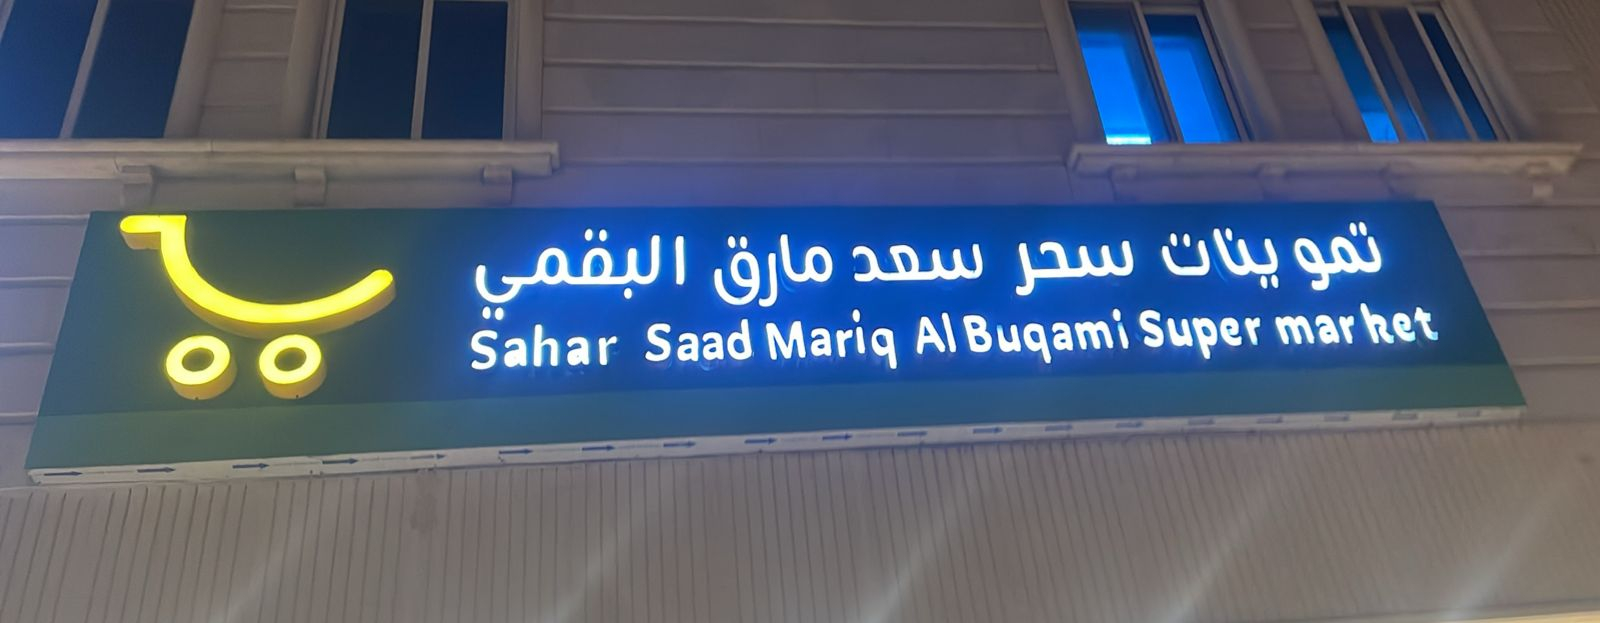 تموينات سحر سعد مارق البقمي
Sahar Saad Mariq Al Buqami Super market